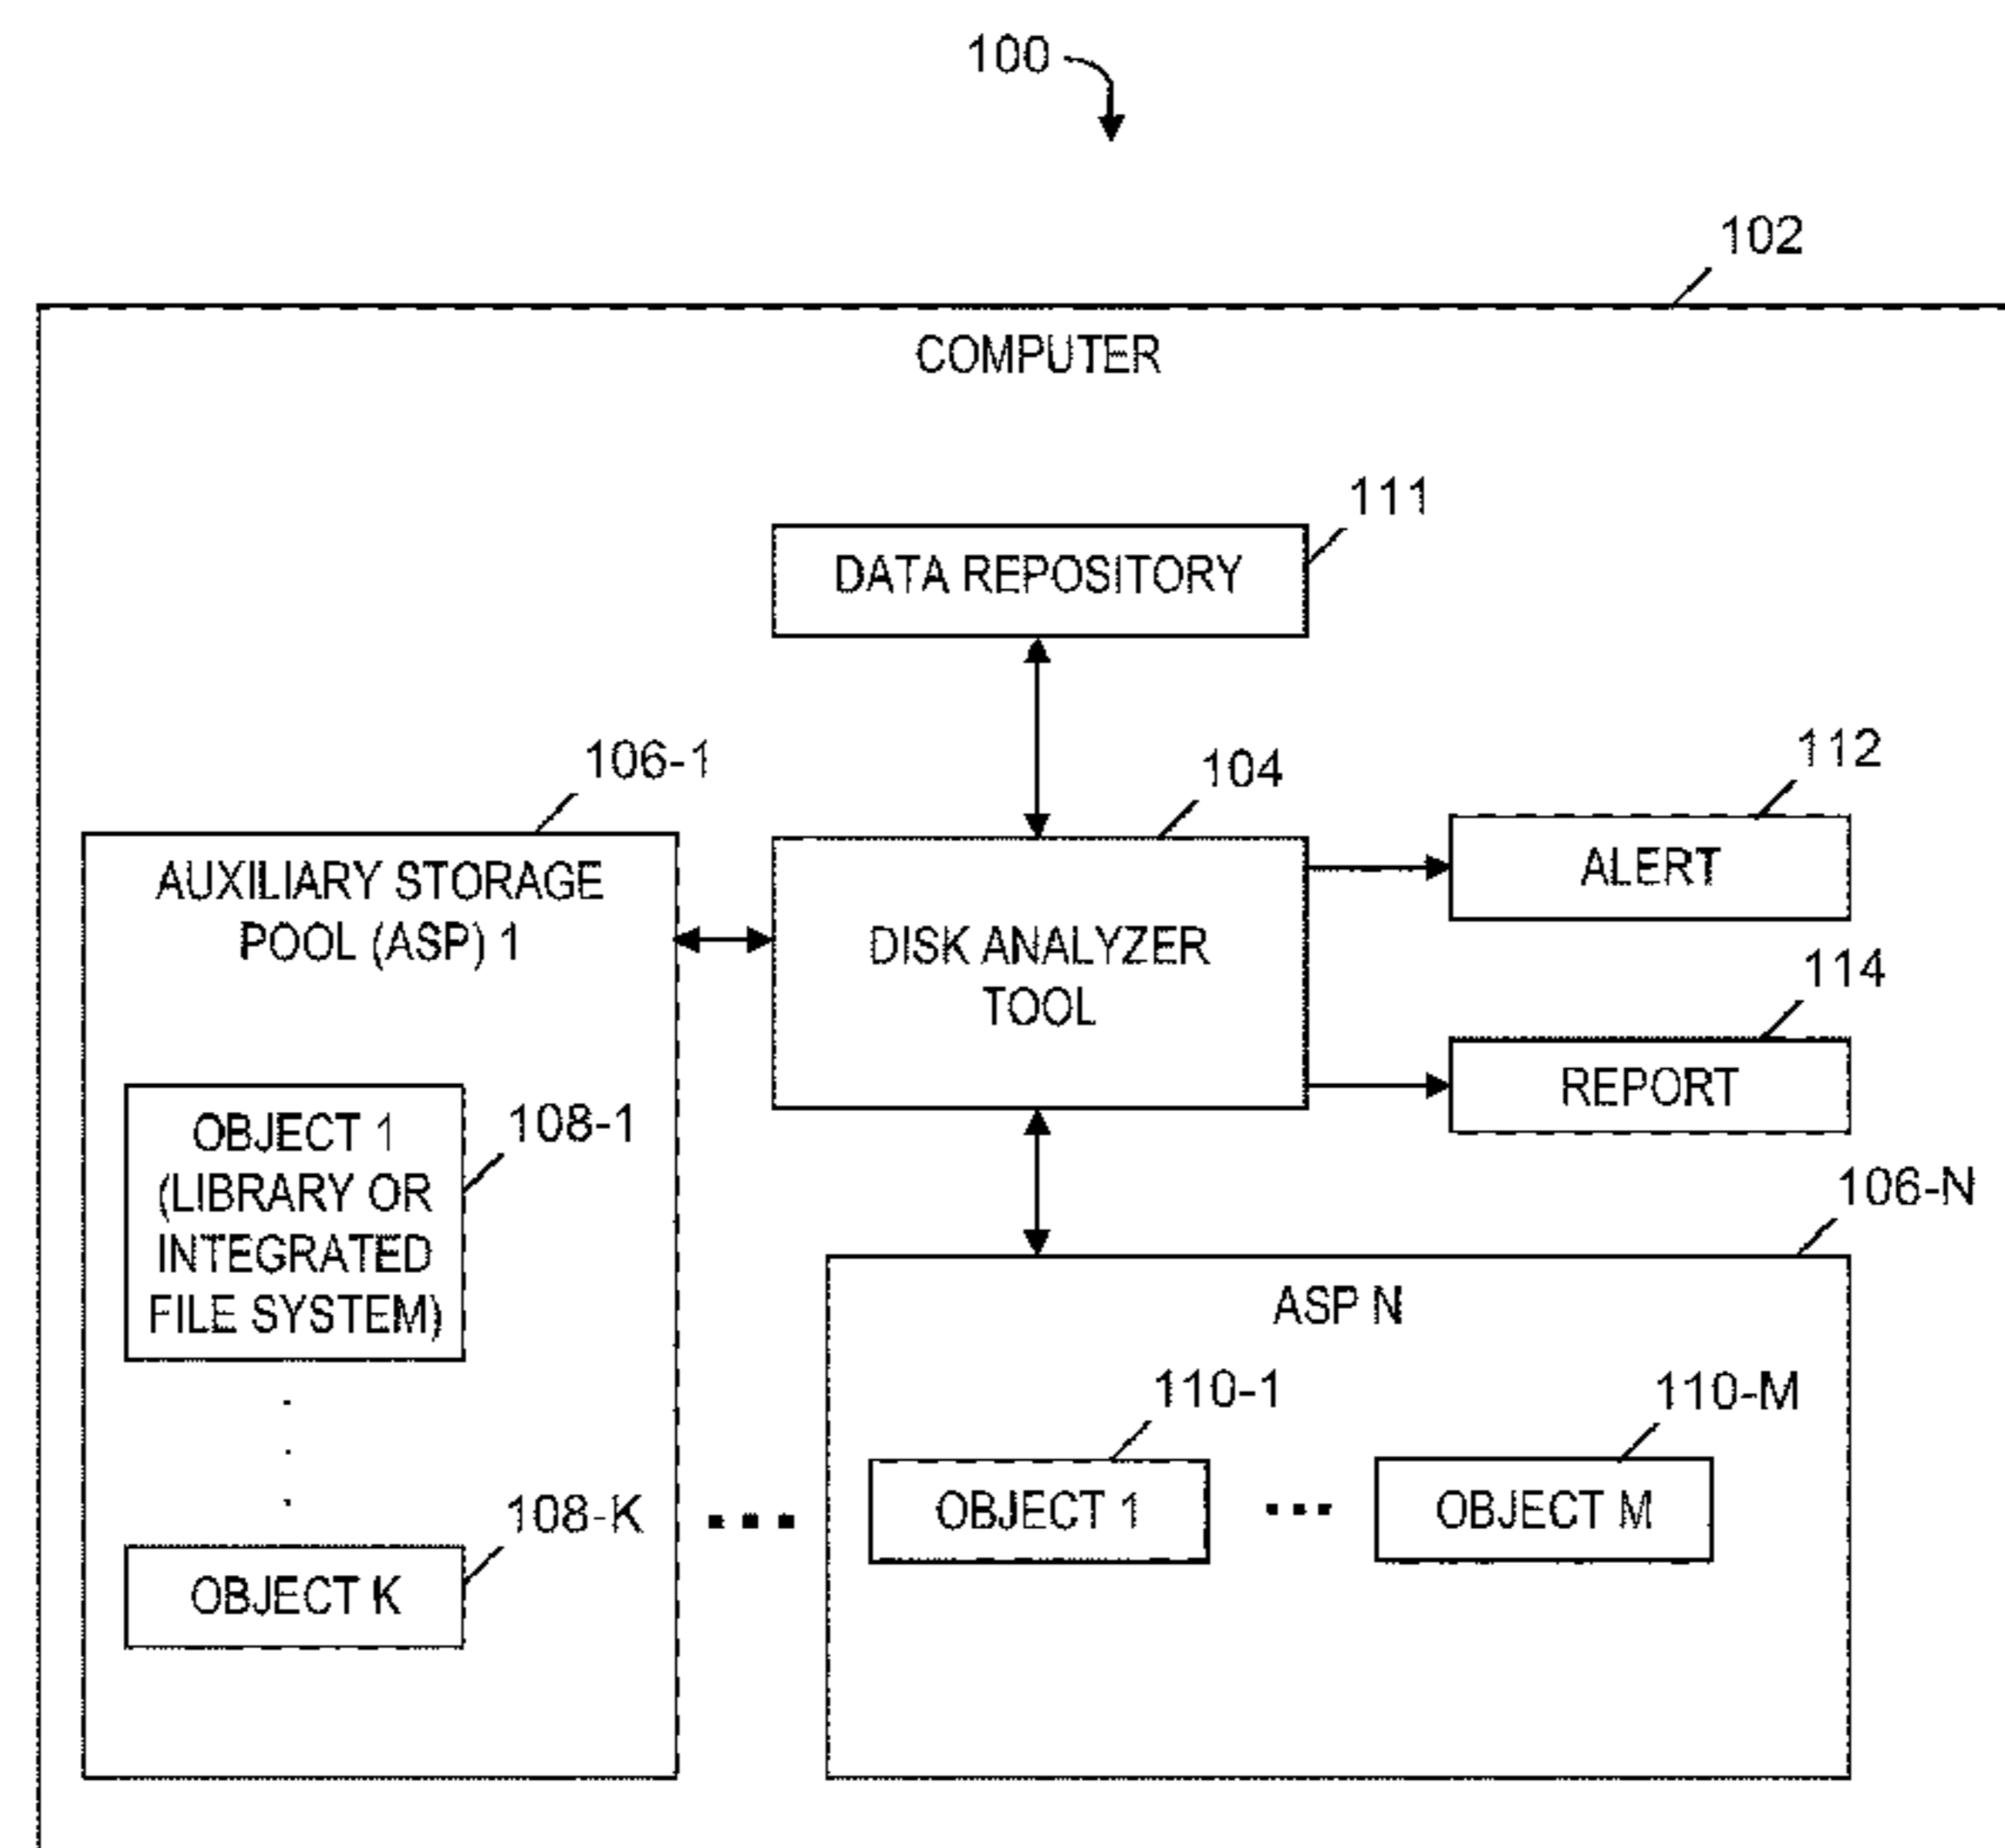 100
102
COMPUTER
111
DATA REPOSITORY
106-1
104
112
AUXILIARY STORAGE
POOL (ASP) 1
DISK ANALYZER
TOOL
ALERT
114
REPORT
OBJECT 1
(LIBRARY OR
INTEGRATED
FILE SYSTEM)
108-1
106-N
ASP N
110-1
110-M
108-K
OBJECT K
OBJECT 1
OBJECT M